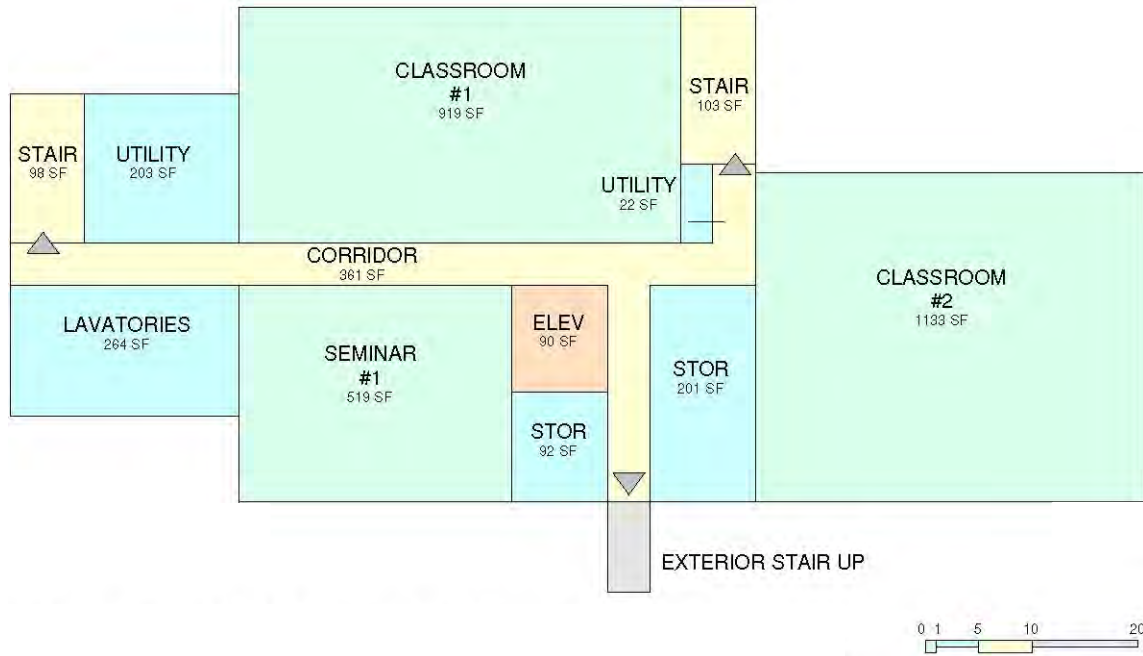 CLASSROOM
#1
919 SF
STAIR
103 SF
STAIR
98 SF
UTILITY
203 SF
UTILITY
22 SF
CORRIDOR
361 SF
CLASSROOM
#2
1133 SF
LAVATORIES
264 SF
SEMINAR
#1
519 SF
ELEV
90 SF
STOR
201 SF
STOR
92 SF
EXTERIOR STAIR UP
0 1 5 10 20